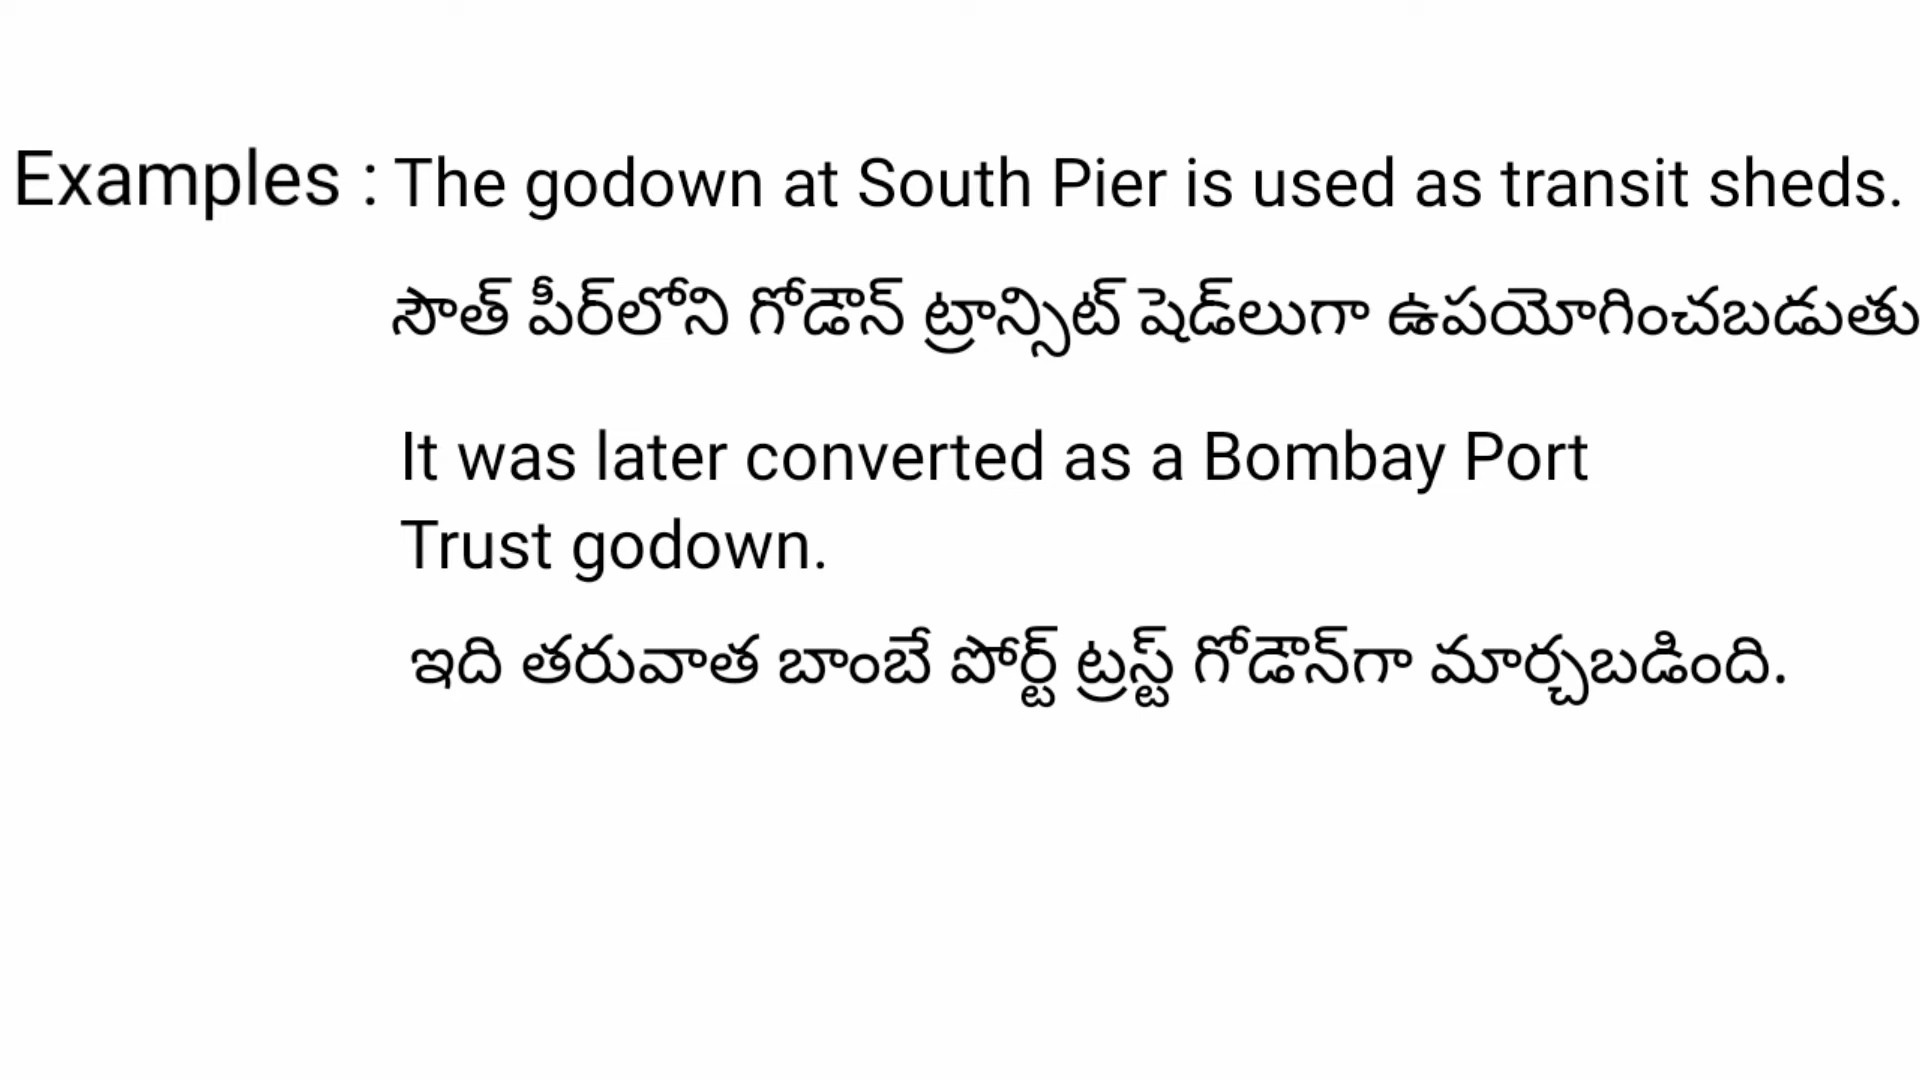 Examples : The godown at South Pier is used as transit sheds.
సౌత్ పీర్‌లోని గోడౌన్ ట్రాన్సిట్ షెడ్‌లుగా ఉపయోగించబడుతు
It was later converted as a Bombay Port
Trust godown.
ఇది తరువాత బాంబే పోర్ట్ ట్రస్ట్ గోడౌన్‌గా మార్చబడింది.